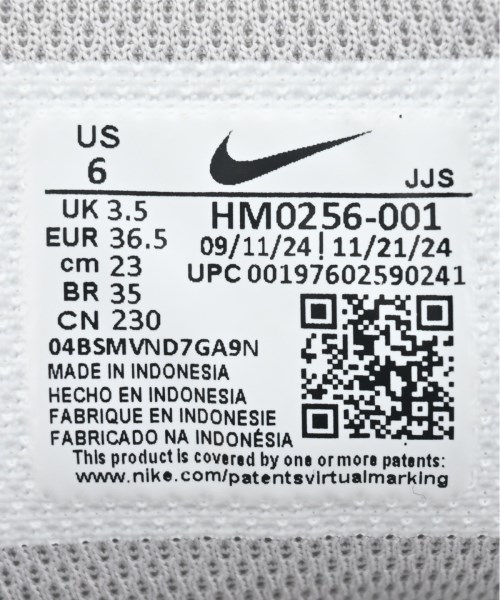 US
6
JJS
UK 3.5
EUR 36.5
cm 23
BR 35
CN 230
HM0256-001
09/11/24 | 11/21/24
UPC 00197602590241
04BSMVND7GA9N
MADE IN INDONESIA
HECHO EN INDONESIA
FABRIQUE EN INDONESIE
FABRICADO NA INDONÉSIA
This product is covered by one or more patents:
www.nike.com/patentsvirtualmarking